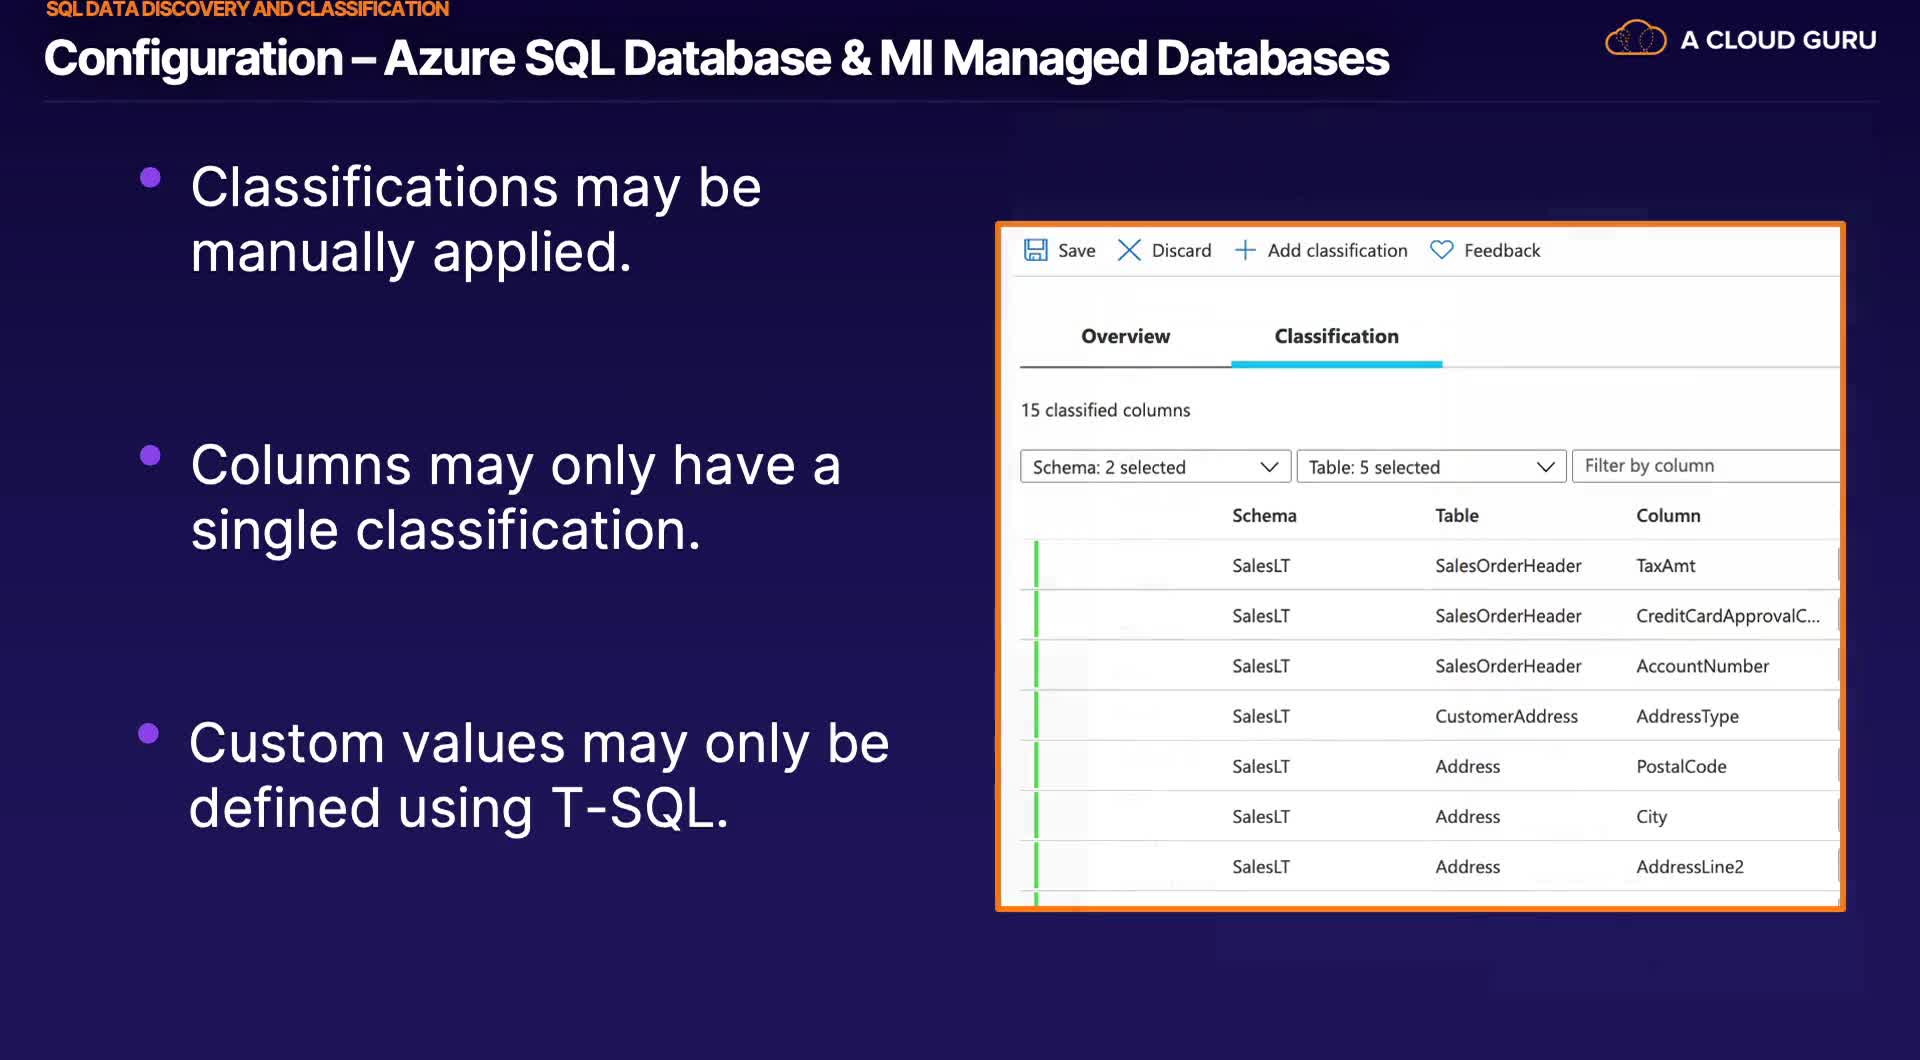 SQL DATA DISCOVERY AND CLASSIFICATION
Configuration – Azure SQL Database & MI Managed Databases
A CLOUD GURU
Classifications may be
manually applied.
Columns may only have a
single classification.
Custom values may only be
defined using T-SQL.
Save Discard Add classification Feedback
Overview Classification
15 classified columns
Schema: 2 selected Table: 5 selected Filter by column
Schema Table Column
SalesLT SalesOrderHeader TaxAmt
SalesLT SalesOrderHeader CreditCardApprovalC...
SalesLT SalesOrderHeader AccountNumber
SalesLT CustomerAddress AddressType
SalesLT Address PostalCode
SalesLT Address City
SalesLT Address AddressLine2